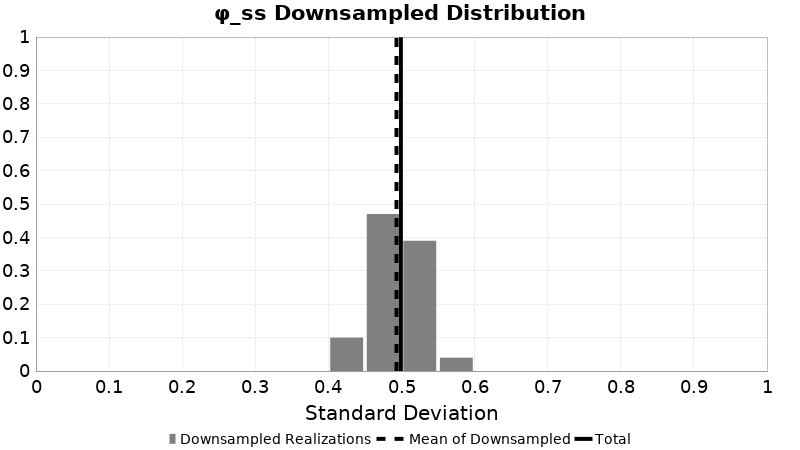 φ_ss Downsampled Distribution
1
0.9
0.8
0.7
0.6
0.5
0.4
0.3
0.2
0.1
0
0 0.1 0.2 0.3 0.4 0.5 0.6 0.7 0.8 0.9 1
Standard Deviation
Downsampled Realizations Mean of Downsampled Total